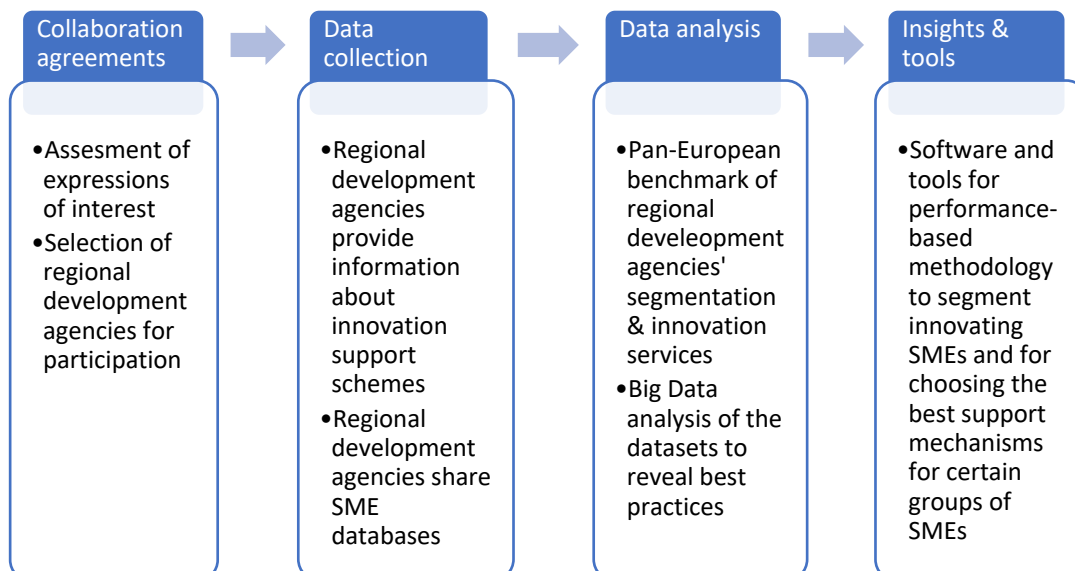 Collaboration
agreements
•Assesment of
expressions
of interest
•Selection of
regional
development
agencies for
participation
Data
collection
•Regional
development
agencies
provide
information
about
innovation
support
schemes
•Regional
development
agencies share
SME
databases
Data analysis
•Pan-European
benchmark of
regional
develeopment
agencies'
segmentation
& innovation
services
•Big Data
analysis of the
datasets to
reveal best
practices
Insights &
tools
•Software and
tools for
performance-
based
methodology
to segment
innovating
SMEs and for
choosing the
best support
mechanisms
for certain
groups of
SMEs